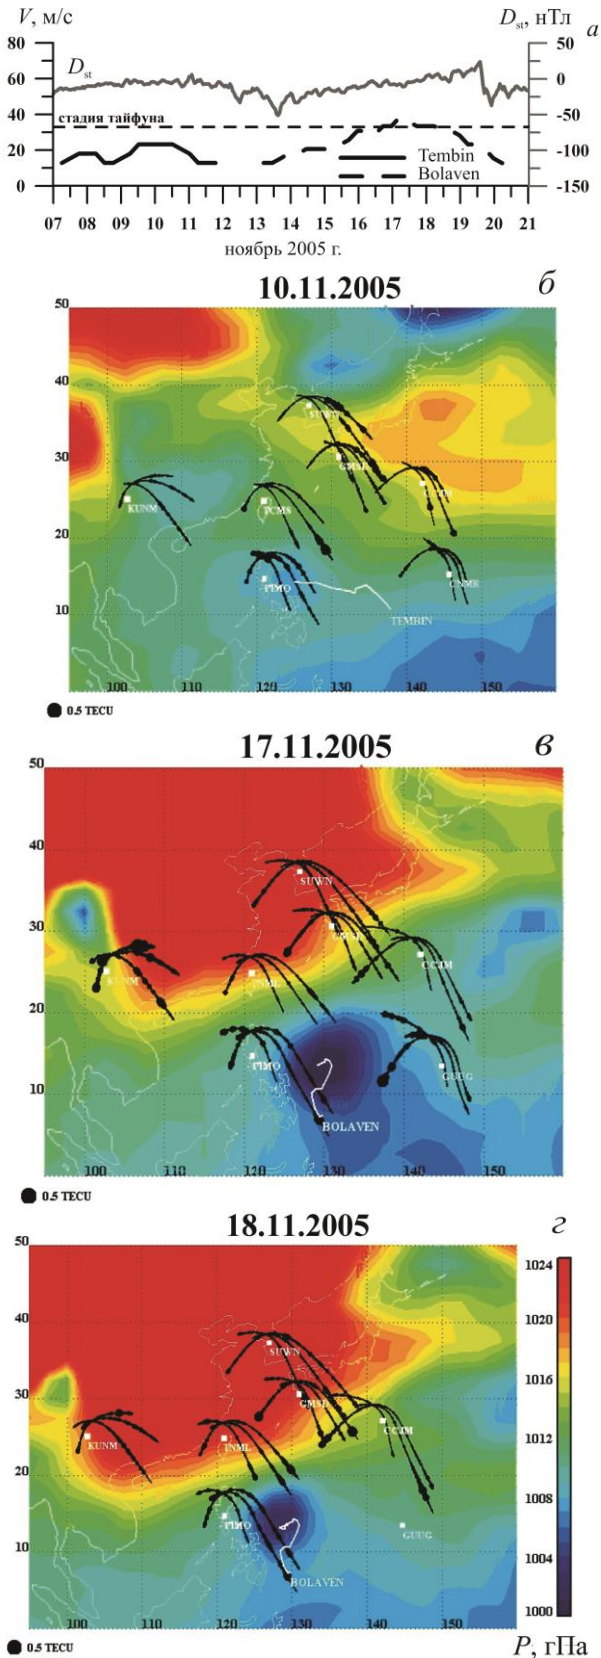 V, м/с
D_st, нТл
а
80 50
D_st
60 0
стадия тайфуна
40 -50
20 -100
Tembin
Bolaven
0 -150
07 08 09 10 11 12 13 14 15 16 17 18 19 20 21
ноябрь 2005 г.
10.11.2005
б
50
40
SUWN
30
GMSD
CCJM
KUNM
TCMS
20
PIMO
CNMR
10
TEMBIN
100 110 120 130 140 150
0.5 TECU
17.11.2005
в
50
40
SUWN
30
GMSD
CCJM
KUNM
TNML
20
PIMO
GUUG
10
BOLAVEN
100 110 120 130 140 150
0.5 TECU
18.11.2005
г
50
1024
40
1020
SUWN
30
1016
GMSD
CCJM
KUNM
TNML
1012
20
PIMO
GUUG
1008
10
BOLAVEN
1004
100 110 120 130 140 150
1000
0.5 TECU
P, гПа